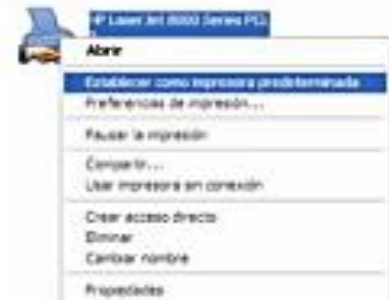 HP LaserJet 8000 Series PCL
Abrir
Establecer como impresora predeterminada
Preferencias de impresión...
Pausar la impresión
Compartir...
Usar impresora sin conexión
Crear acceso directo
Eliminar
Cambiar nombre
Propiedades